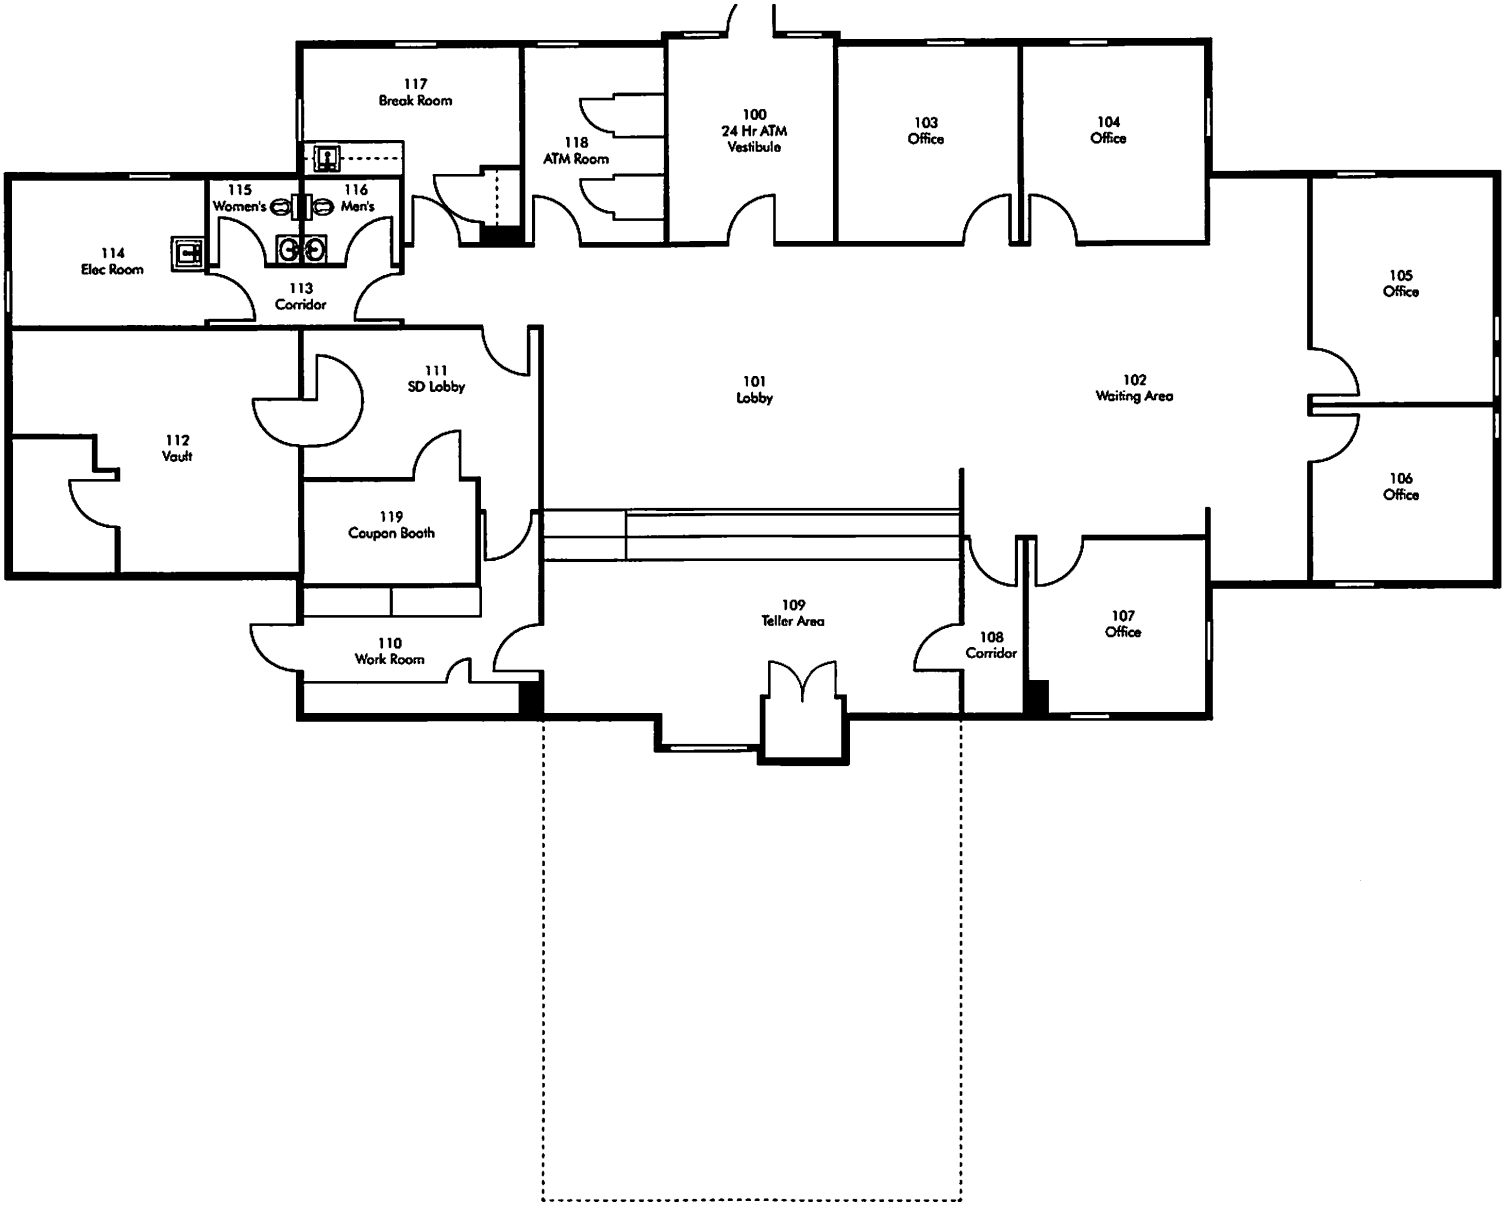 117
Break Room
100
24 Hr ATM
Vestibule
103
Office
104
Office
118
ATM Room
115
Women's
116
Men's
114
Elec Room
113
Corridor
105
Office
111
SD Lobby
101
Lobby
102
Waiting Area
112
Vault
106
Office
119
Coupon Booth
109
Teller Area
107
Office
108
Corridor
110
Work Room